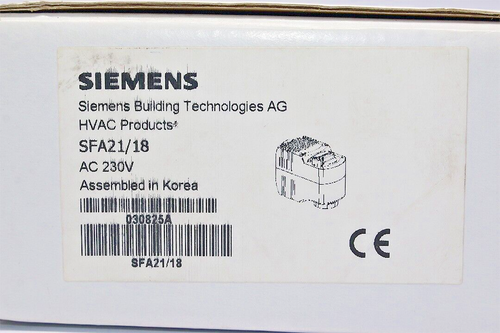 SIEMENS
Siemens Building Technologies AG
HVAC Products
SFA21/18
AC 230V
Assembled in Korea
030825A
SFA21/18
CE